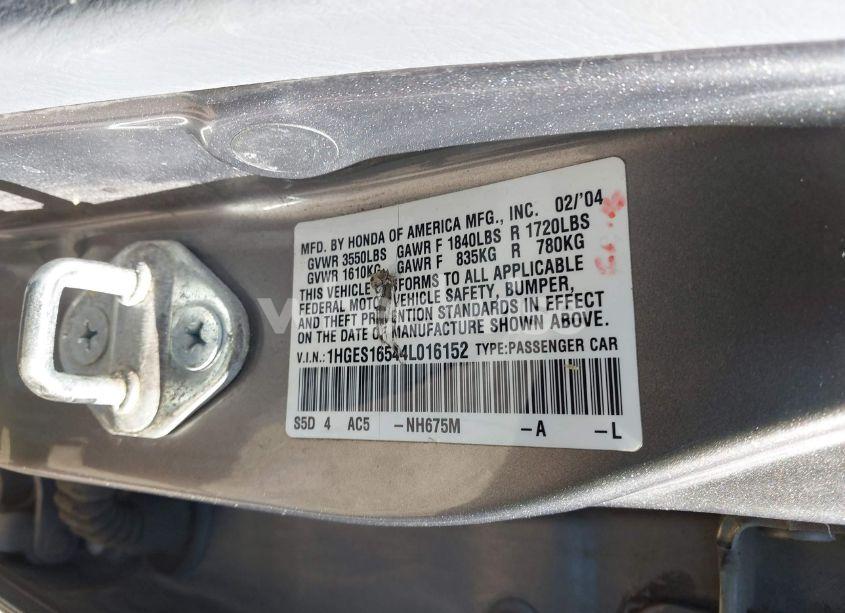 MFD. BY HONDA OF AMERICA MFG., INC. 02/'04
GVWR 3550LBS GAWR F 1840LBS R 1720LBS
GVWR 1610KG GAWR F 835KG R 780KG
THIS VEHICLE FORMS TO ALL APPLICABLE
FEDERAL MOTOR VEHICLE SAFETY, BUMPER,
AND THEFT PREVENTION STANDARDS IN EFFECT
ON THE DATE OF MANUFACTURE SHOWN ABOVE.
V.I.N.: 1HGES16544L016152 TYPE:PASSENGER CAR
S5D 4 AC5 -NH675M -A -L